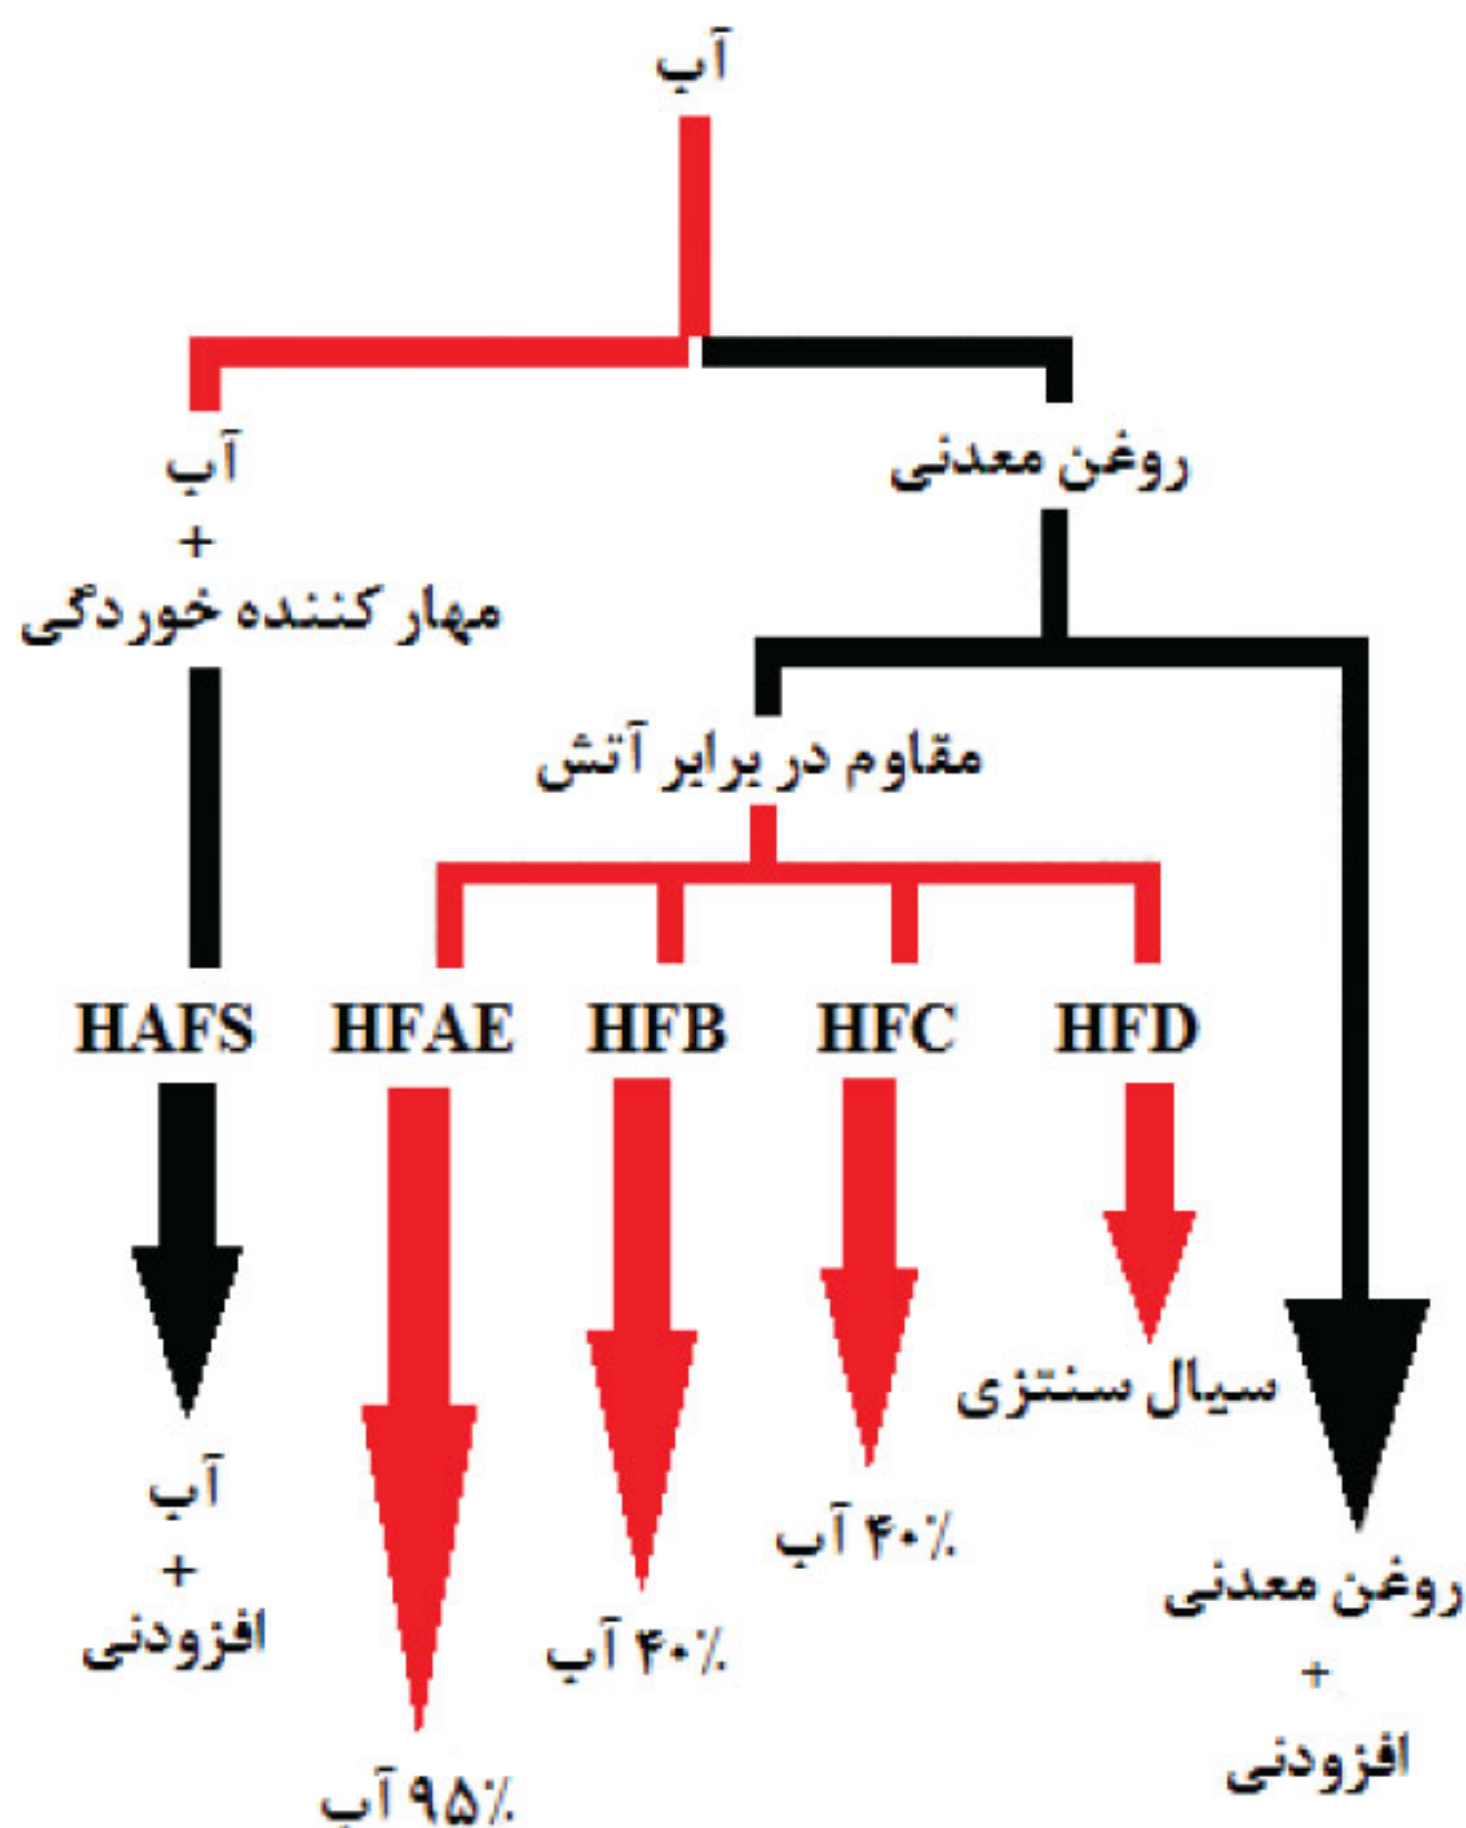 آب
آب
+
مهار کننده خوردگی
روغن معدنی
مقاوم در برابر آتش
HAFS
HFAE
HFB
HFC
HFD
آب
+
افزودنی
۹۵٪ آب
۴۰٪ آب
۴۰٪ آب
سیال سنتزی
روغن معدنی
+
افزودنی